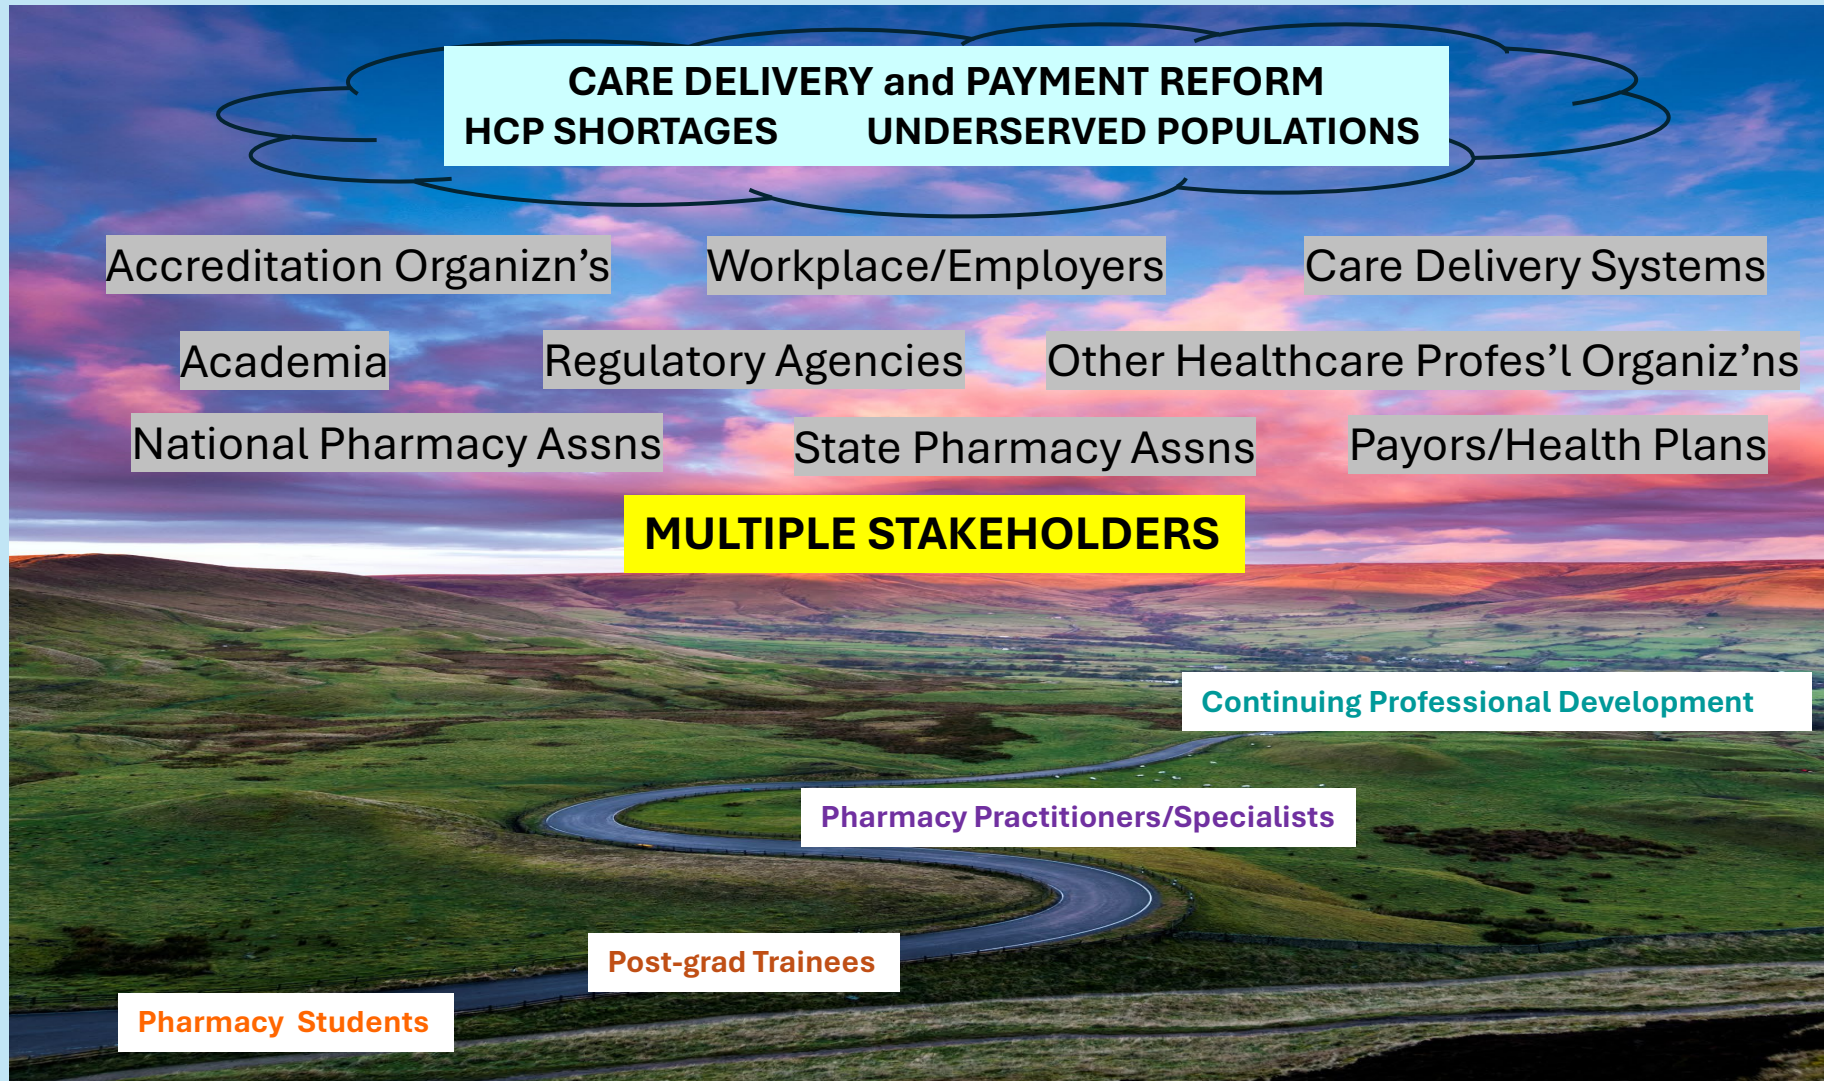 CARE DELIVERY and PAYMENT REFORM
HCP SHORTAGES UNDERSERVED POPULATIONS
Accreditation Organizn’s
Workplace/Employers
Care Delivery Systems
Academia
Regulatory Agencies
Other Healthcare Profes’l Organiz’ns
National Pharmacy Assns
State Pharmacy Assns
Payors/Health Plans
MULTIPLE STAKEHOLDERS
Continuing Professional Development
Pharmacy Practitioners/Specialists
Post-grad Trainees
Pharmacy Students